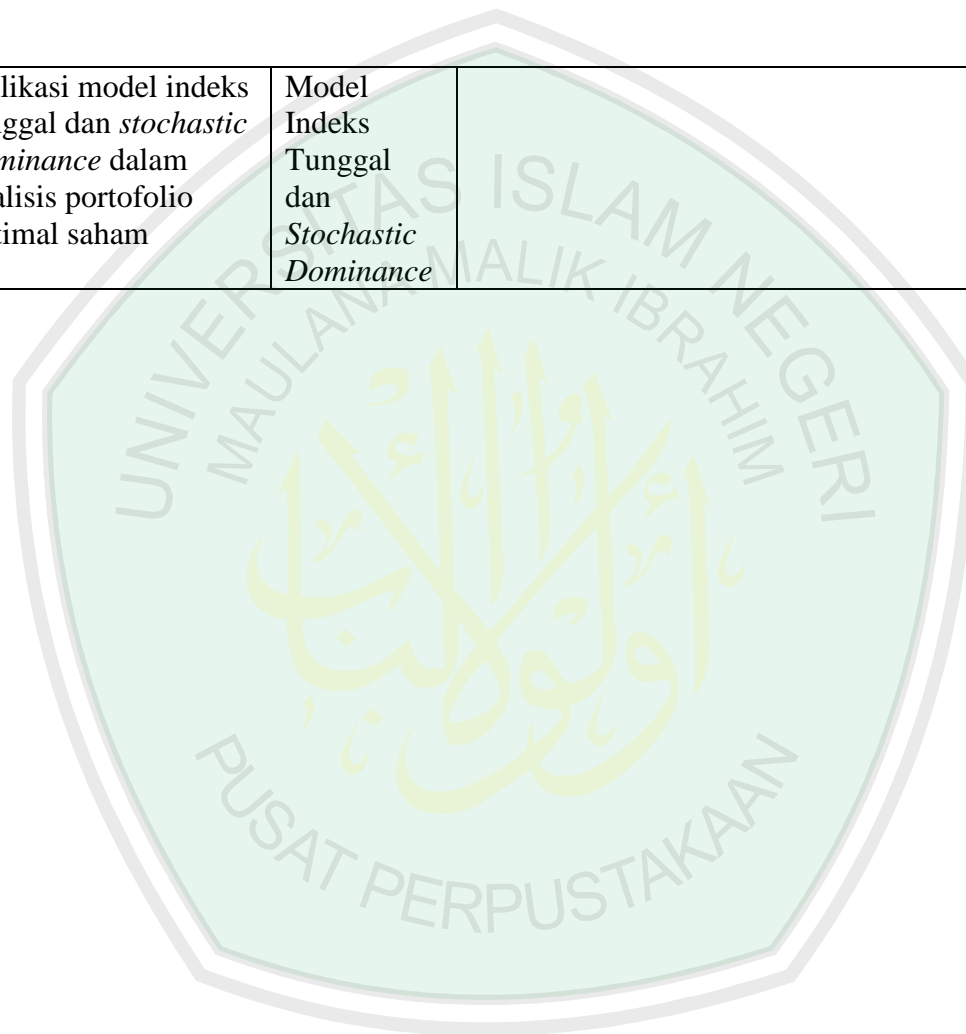 likasi model indeks
nggal dan stochastic
minance dalam
alisis portofolio
timal saham
Model
Indeks
Tunggal
dan
Stochastic
Dominance
UNIVERSITAS ISLAM NEGERI
MAULANA MALIK IBRAHIM
PUSAT PERPUSTAKAAN